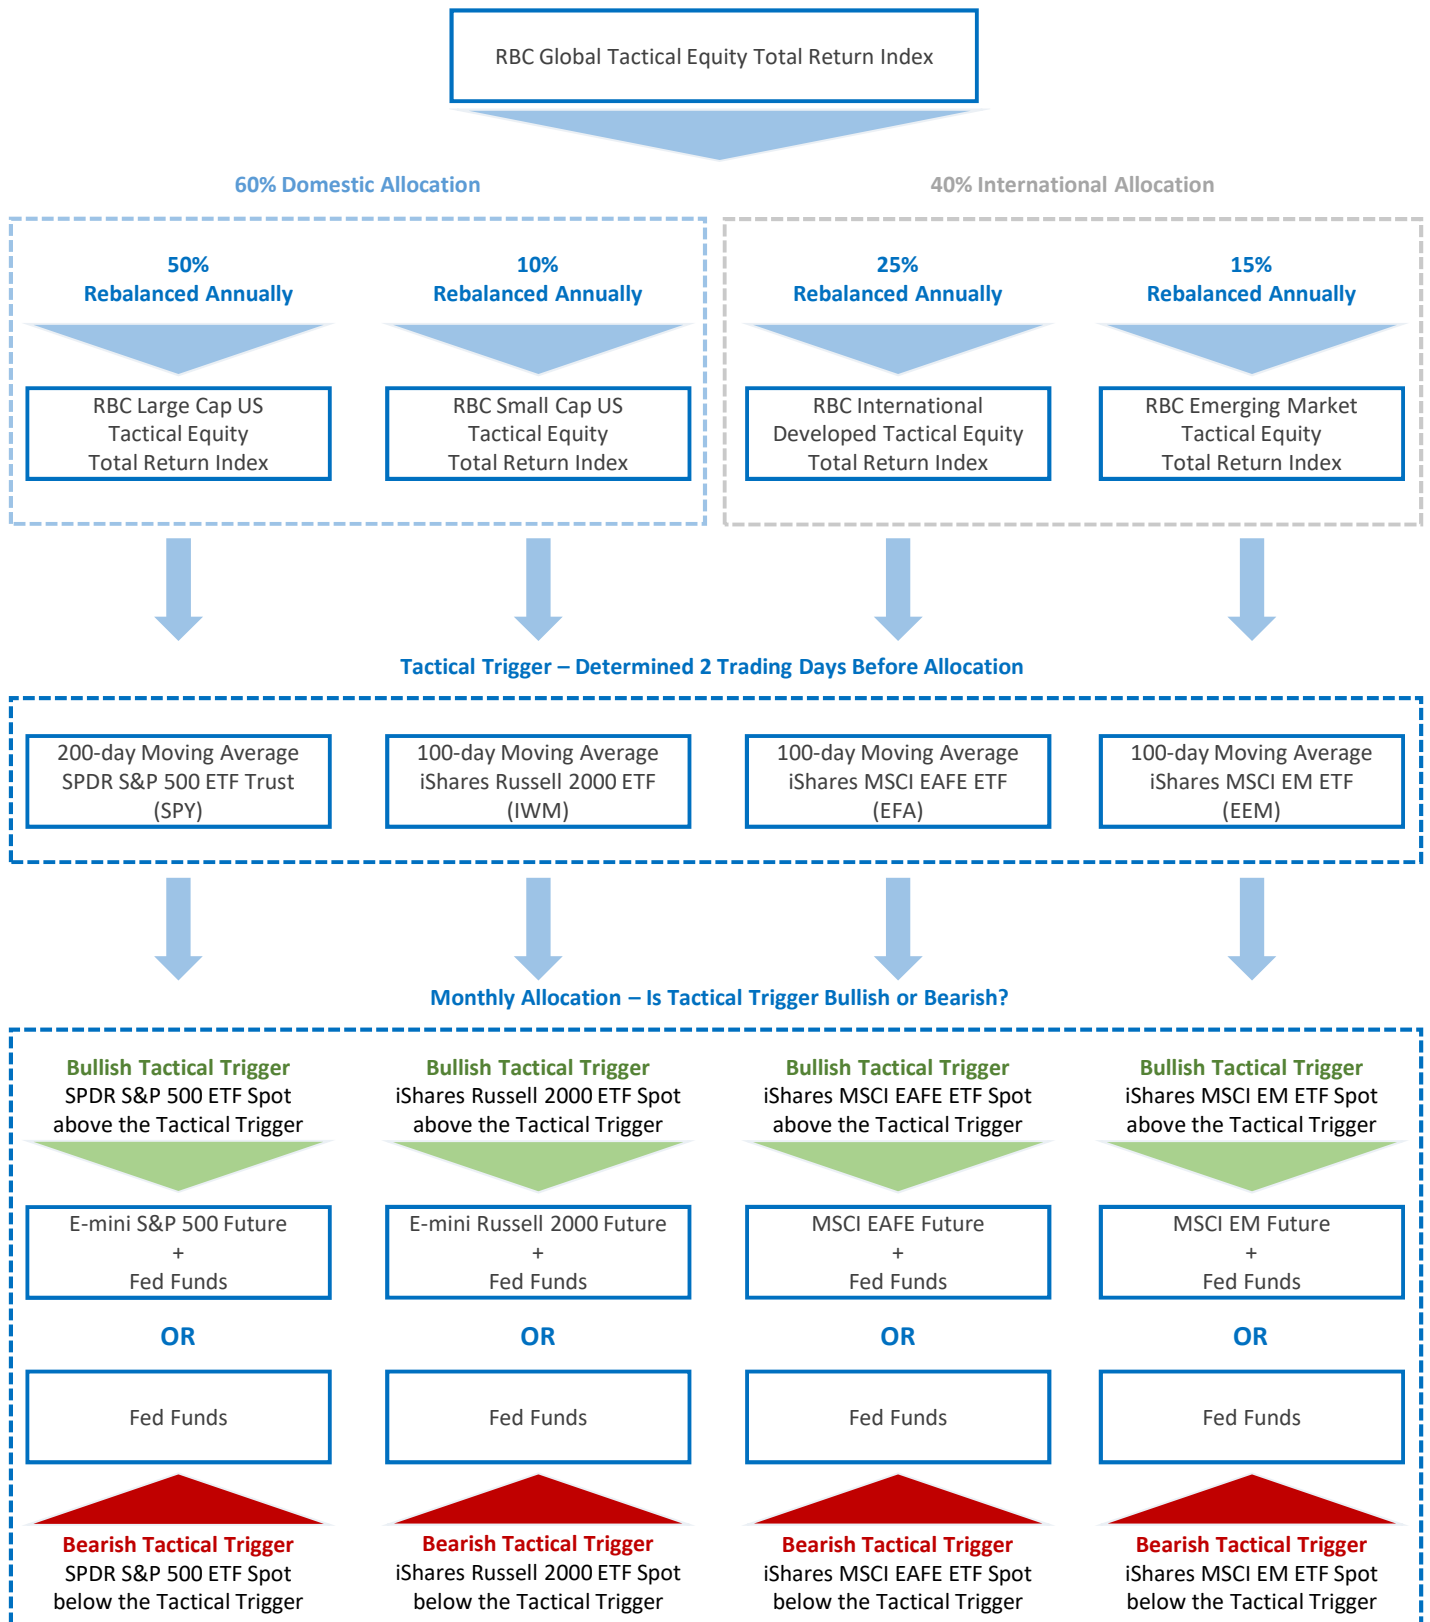 RBC Global Tactical Equity Total Return Index
60% Domestic Allocation
40% International Allocation
50%
Rebalanced Annually
10%
Rebalanced Annually
25%
Rebalanced Annually
15%
Rebalanced Annually
RBC Large Cap US
Tactical Equity
Total Return Index
RBC Small Cap US
Tactical Equity
Total Return Index
RBC International
Developed Tactical Equity
Total Return Index
RBC Emerging Market
Tactical Equity
Total Return Index
Tactical Trigger – Determined 2 Trading Days Before Allocation
200-day Moving Average
SPDR S&P 500 ETF Trust
(SPY)
100-day Moving Average
iShares Russell 2000 ETF
(IWM)
100-day Moving Average
iShares MSCI EAFE ETF
(EFA)
100-day Moving Average
iShares MSCI EM ETF
(EEM)
Monthly Allocation – Is Tactical Trigger Bullish or Bearish?
Bullish Tactical Trigger
SPDR S&P 500 ETF Spot
above the Tactical Trigger
Bullish Tactical Trigger
iShares Russell 2000 ETF Spot
above the Tactical Trigger
Bullish Tactical Trigger
iShares MSCI EAFE ETF Spot
above the Tactical Trigger
Bullish Tactical Trigger
iShares MSCI EM ETF Spot
above the Tactical Trigger
E-mini S&P 500 Future
+
Fed Funds
E-mini Russell 2000 Future
+
Fed Funds
MSCI EAFE Future
+
Fed Funds
MSCI EM Future
+
Fed Funds
OR
OR
OR
OR
Fed Funds
Fed Funds
Fed Funds
Fed Funds
Bearish Tactical Trigger
SPDR S&P 500 ETF Spot
below the Tactical Trigger
Bearish Tactical Trigger
iShares Russell 2000 ETF Spot
below the Tactical Trigger
Bearish Tactical Trigger
iShares MSCI EAFE ETF Spot
below the Tactical Trigger
Bearish Tactical Trigger
iShares MSCI EM ETF Spot
below the Tactical Trigger